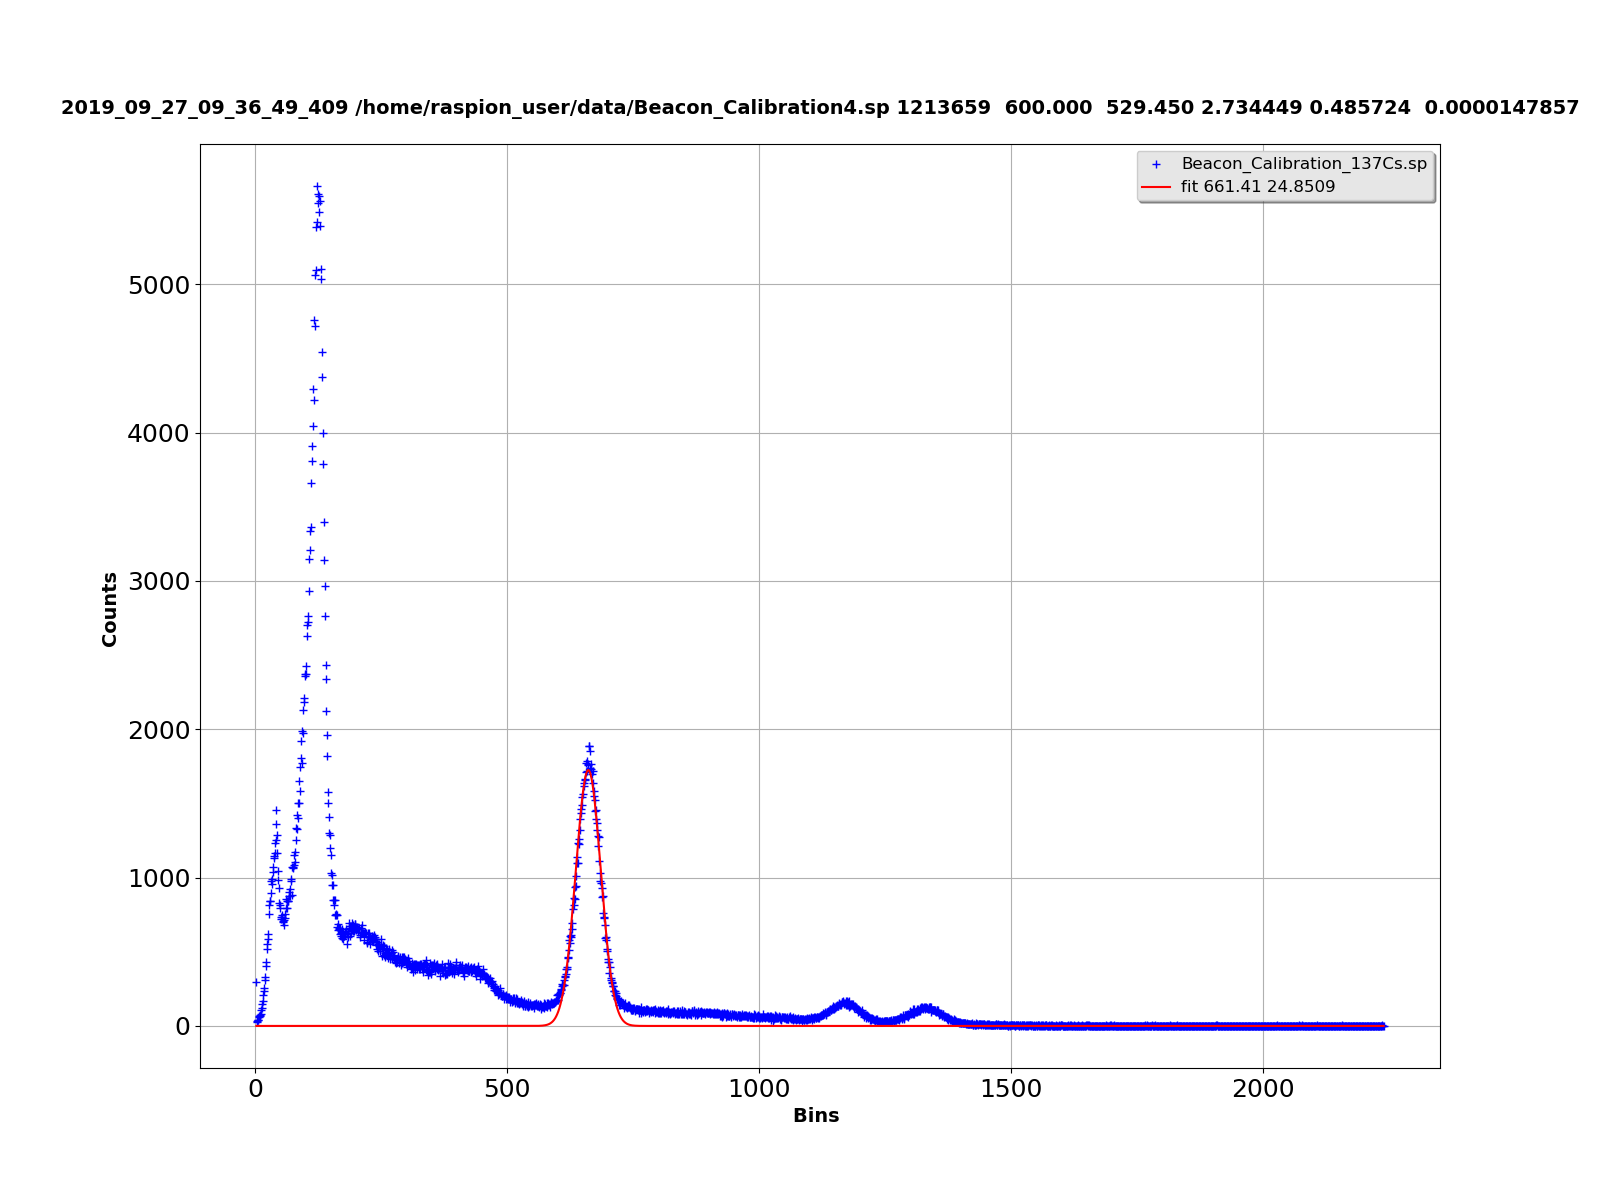 2019_09_27_09_36_49_409 /home/raspion_user/data/Beacon_Calibration4.sp 1213659  600.000  529.450 2.734449 0.485724  0.0000147857
Beacon_Calibration_137Cs.sp
fit 661.41 24.8509
5000
4000
3000
2000
1000
0
Counts
0 500 1000 1500 2000
Bins